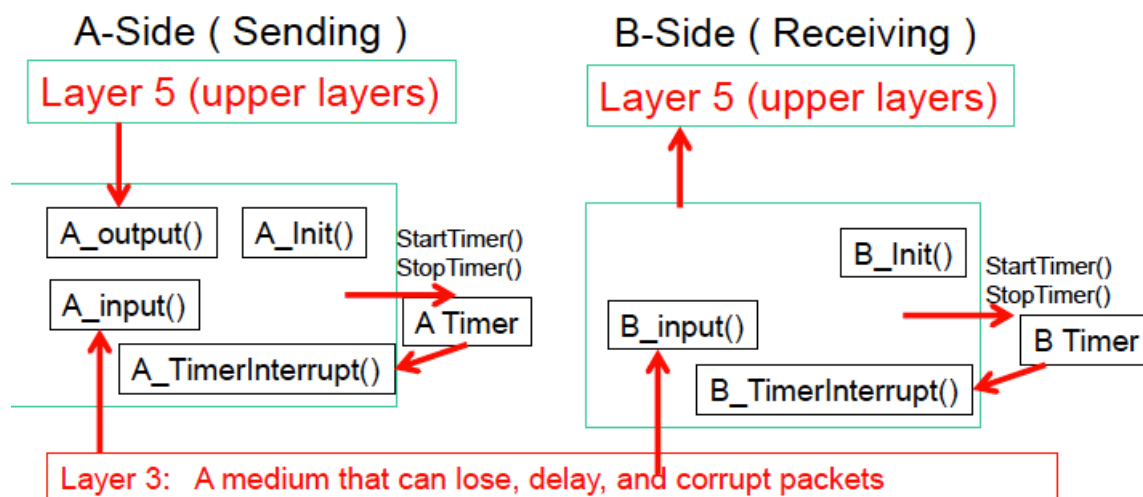 A-Side ( Sending )
Layer 5 (upper layers)
A_output()
A_Init()
StartTimer()
StopTimer()
A_input()
A Timer
A_TimerInterrupt()
B-Side ( Receiving )
Layer 5 (upper layers)
B_Init()
StartTimer()
StopTimer()
B_input()
B Timer
B_TimerInterrupt()
Layer 3: A medium that can lose, delay, and corrupt packets